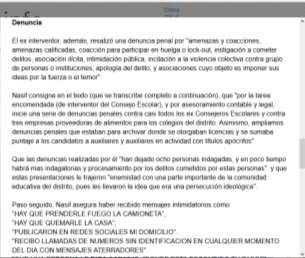 Denuncia
El ex interventor, además, resaltó una denuncia penal por "amenazas y coacciones,
amenazas calificadas, coacción para participar en huelga o lock-out, instigación a cometer
delitos, asociación ilícita, intimidación pública, incitación a la violencia colectiva contra grupo
de personas o instituciones, apología del delito, y asociaciones cuyo objeto es imponer sus
ideas por la fuerza o el temor".
Nasif consigna en el texto (que se transcribe completo a continuación), que "por la tarea
encomendada (de interventor del Consejo Escolar), y por asesoramiento contable y legal,
inicie una serie de denuncias penales contra casi todos los ex Consejeros Escolares y contra
tres empresas proveedoras de alimentos para los colegios del distrito. Asimismo, ampliamos
denuncias penales que estaban para archivar donde se otorgaban licencias y se sumaba
puntaje a los candidatos a auxiliares y auxiliares en actividad con títulos apócrifos".
Que las denuncias realizadas por él "han dejado ocho personas indagadas, y en poco tiempo
habrá mas indagatorias y procesamiento por los delitos cometidos por estas personas" y que
estas presentaciones le trajeron "enemistad con una parte importante de la comunidad
educativa del distrito, pues les llevaron la idea que era una persecución ideológica".
Paso seguido, Nasif asegura haber recibido mensajes intimidatorios como:
"HAY QUE PRENDERLE FUEGO LA CAMIONETA",
"HAY QUE QUEMARLE LA CASA",
"PUBLICARON EN REDES SOCIALES MI DOMICILIO".
"RECIBO LLAMADAS DE NUMEROS SIN IDENTIFICACION EN CUALQUIER MOMENTO
DEL DIA CON MENSAJES ATERRADORES"